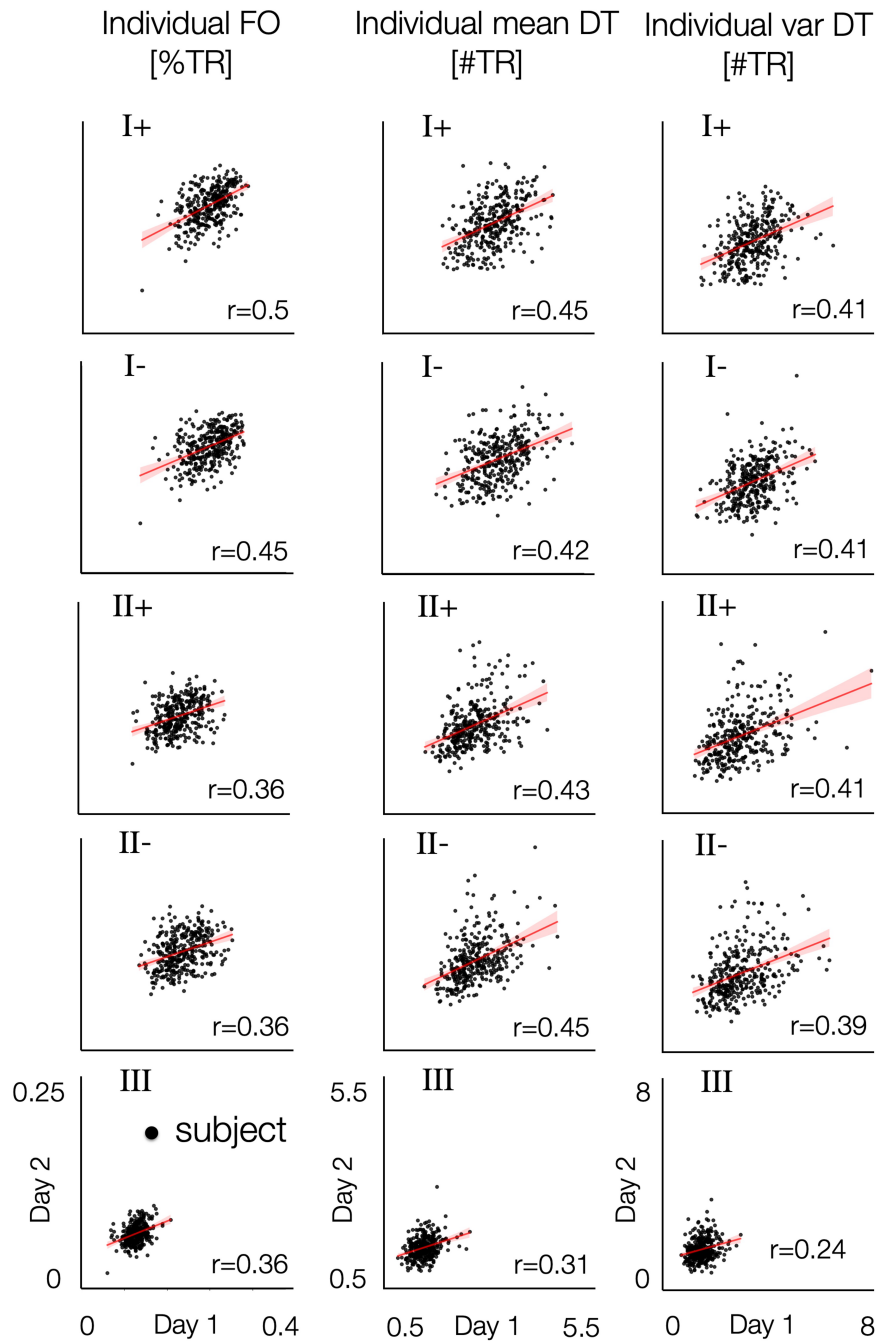 Individual FO Individual mean DT Individual var DT
[%TR] [#TR] [#TR]
I+ I+ I+
r=0.5 r=0.45 r=0.41
I- I- I-
r=0.45 r=0.42 r=0.41
II+ II+ II+
r=0.36 r=0.43 r=0.41
II- II- II-
r=0.36 r=0.45 r=0.39
III III III
0.25 5.5 8
subject
Day 2 Day 2 Day 2
r=0.36 r=0.31 r=0.24
0 0.5 0
0 Day 1 0.4 0.5 Day 1 5.5 0 Day 1 8